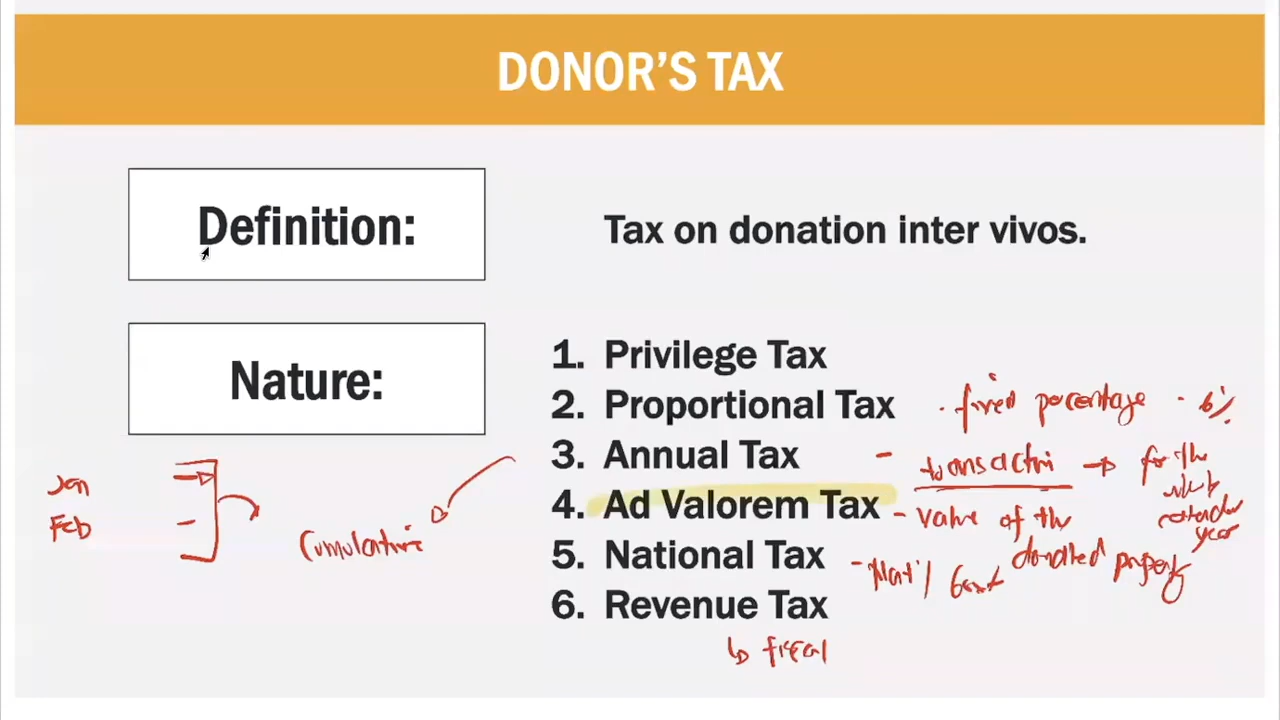 DONOR'S TAX
Definition:
Tax on donation inter vivos.
Nature:
1. Privilege Tax
2. Proportional Tax
· fixed percentage · 6%
3. Annual Tax
- transaction → for the
calendar
year
4. Ad Valorem Tax
- value of the
donated property
5. National Tax
- Nat'l Gov't
6. Revenue Tax
↳ fiscal
Jan
Feb
Cumulative